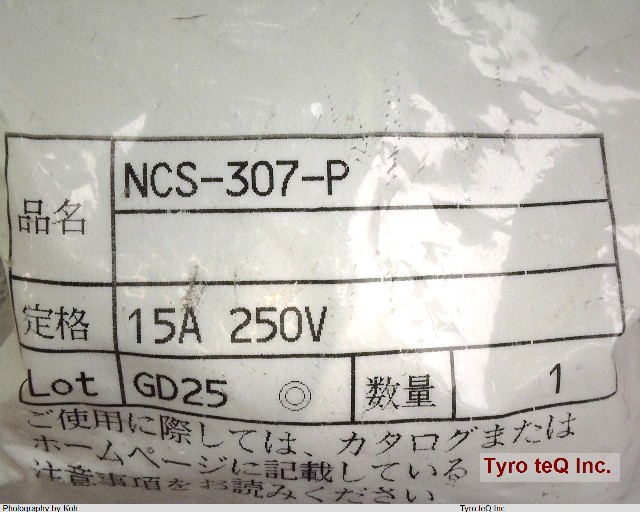 品名 NCS-307-P
定格 15A 250V
Lot GD25 ◎ 数量 1
ご使用に際しては、カタログまたは
ホームページに記載している
注意事項をお読みください
Tyro teQ Inc.
Photography by Koh Tyro teQ Inc